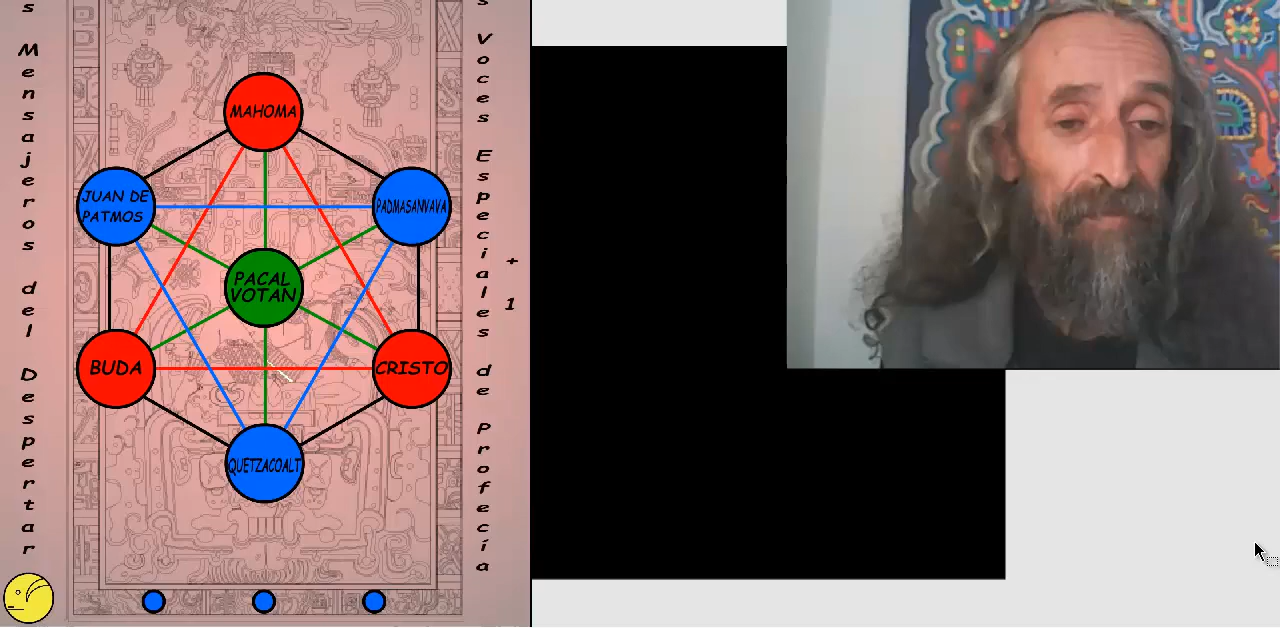 s Mensajeros del Despertar
MAHOMA
JUAN DE
PATMOS
PADMASANVAVA
PACAL
VOTAN
BUDA
CRISTO
QUETZACOALT
s Voces Especiales de Profecía
+ 1